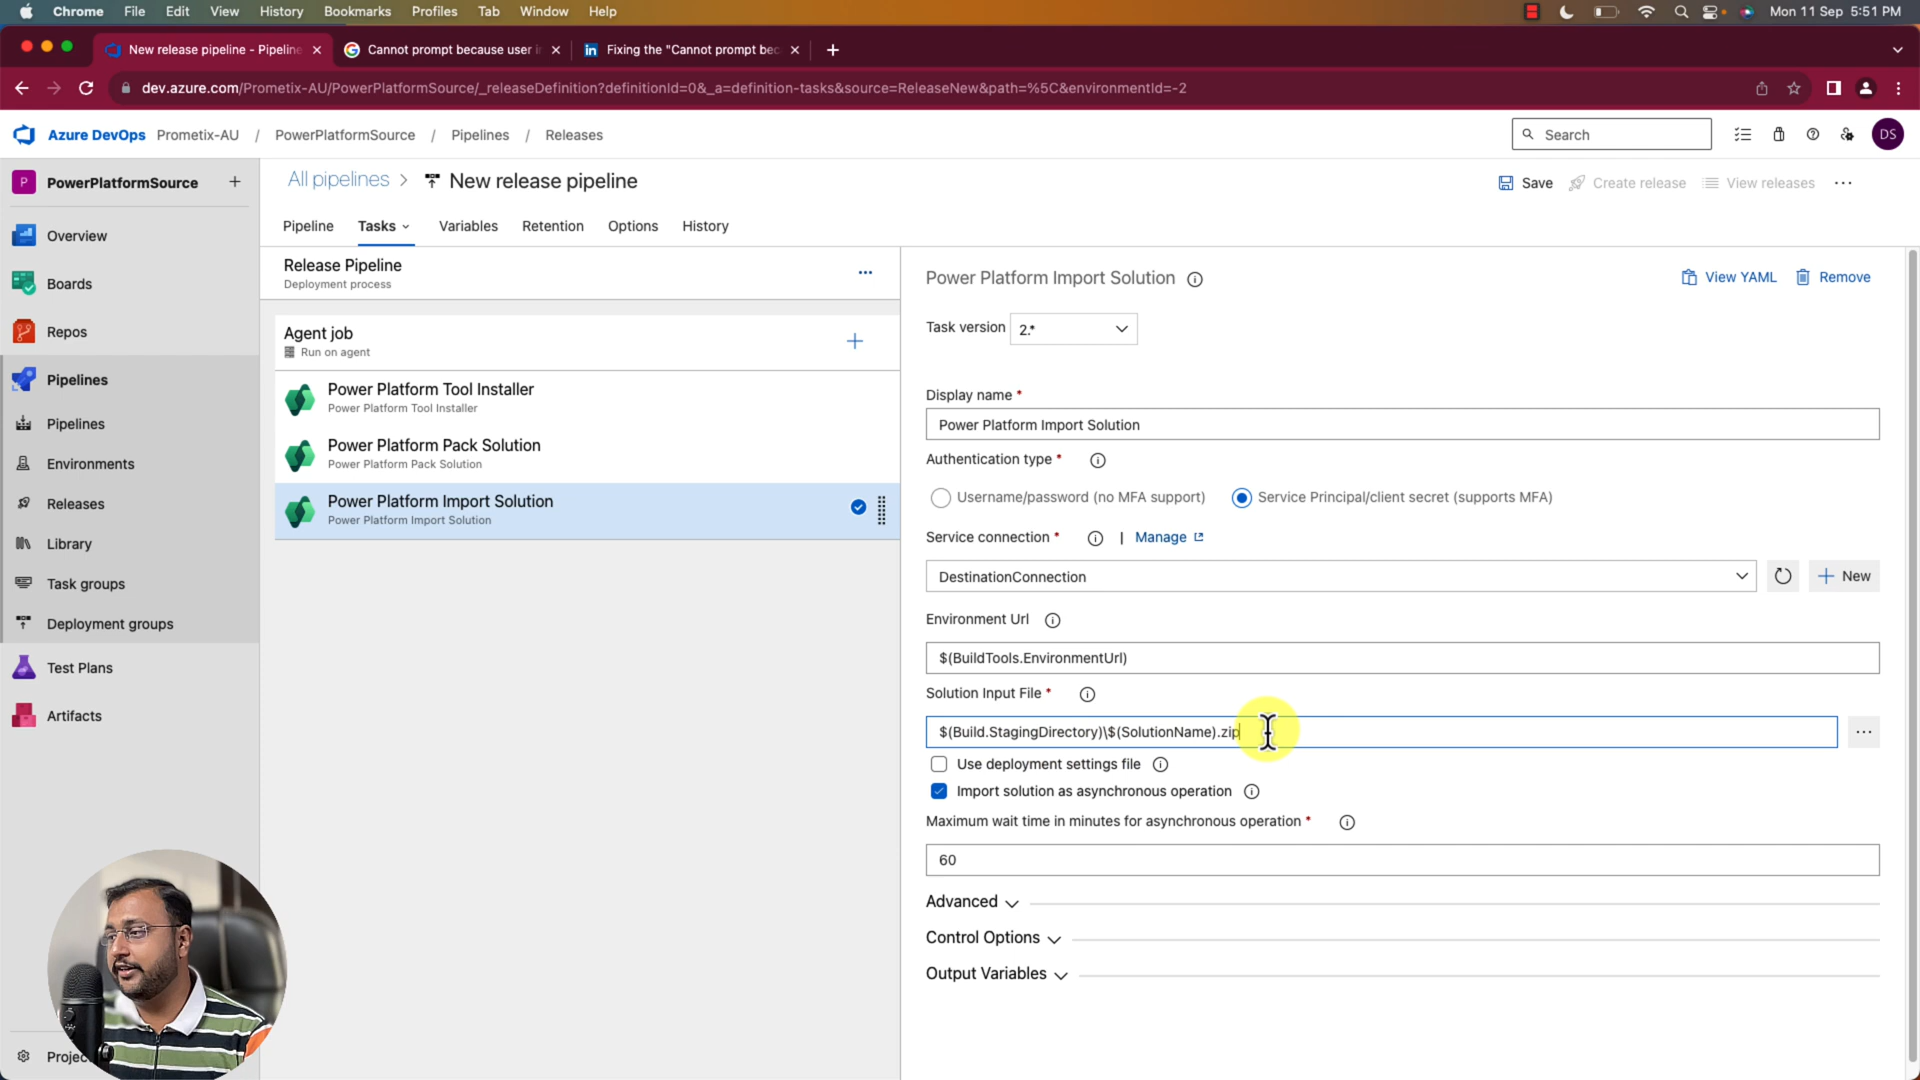 Chrome File Edit View History Bookmarks Profiles Tab Window Help Mon 11 Sep 5:51 PM
New release pipeline - Pipeline Cannot prompt because user i Fixing the "Cannot prompt bec
dev.azure.com/Prometix-AU/PowerPlatformSource/_releaseDefinition?definitionId=0&_a=definition-tasks&source=ReleaseNew&path=%5C&environmentId=-2
Azure DevOps Prometix-AU / PowerPlatformSource / Pipelines / Releases Search DS
P PowerPlatformSource +
Overview
Boards
Repos
Pipelines
Pipelines
Environments
Releases
Library
Task groups
Deployment groups
Test Plans
Artifacts
Projec
All pipelines > New release pipeline
Save Create release View releases ...
Pipeline Tasks Variables Retention Options History
Release Pipeline
Deployment process
Agent job
Run on agent
Power Platform Tool Installer
Power Platform Tool Installer
Power Platform Pack Solution
Power Platform Pack Solution
Power Platform Import Solution
Power Platform Import Solution
Power Platform Import Solution
View YAML Remove
Task version 2.*
Display name *
Power Platform Import Solution
Authentication type *
Username/password (no MFA support) Service Principal/client secret (supports MFA)
Service connection * | Manage
DestinationConnection
+ New
Environment Url
$(BuildTools.EnvironmentUrl)
Solution Input File *
$(Build.StagingDirectory)\$(SolutionName).zip
...
Use deployment settings file
Import solution as asynchronous operation
Maximum wait time in minutes for asynchronous operation *
60
Advanced
Control Options
Output Variables